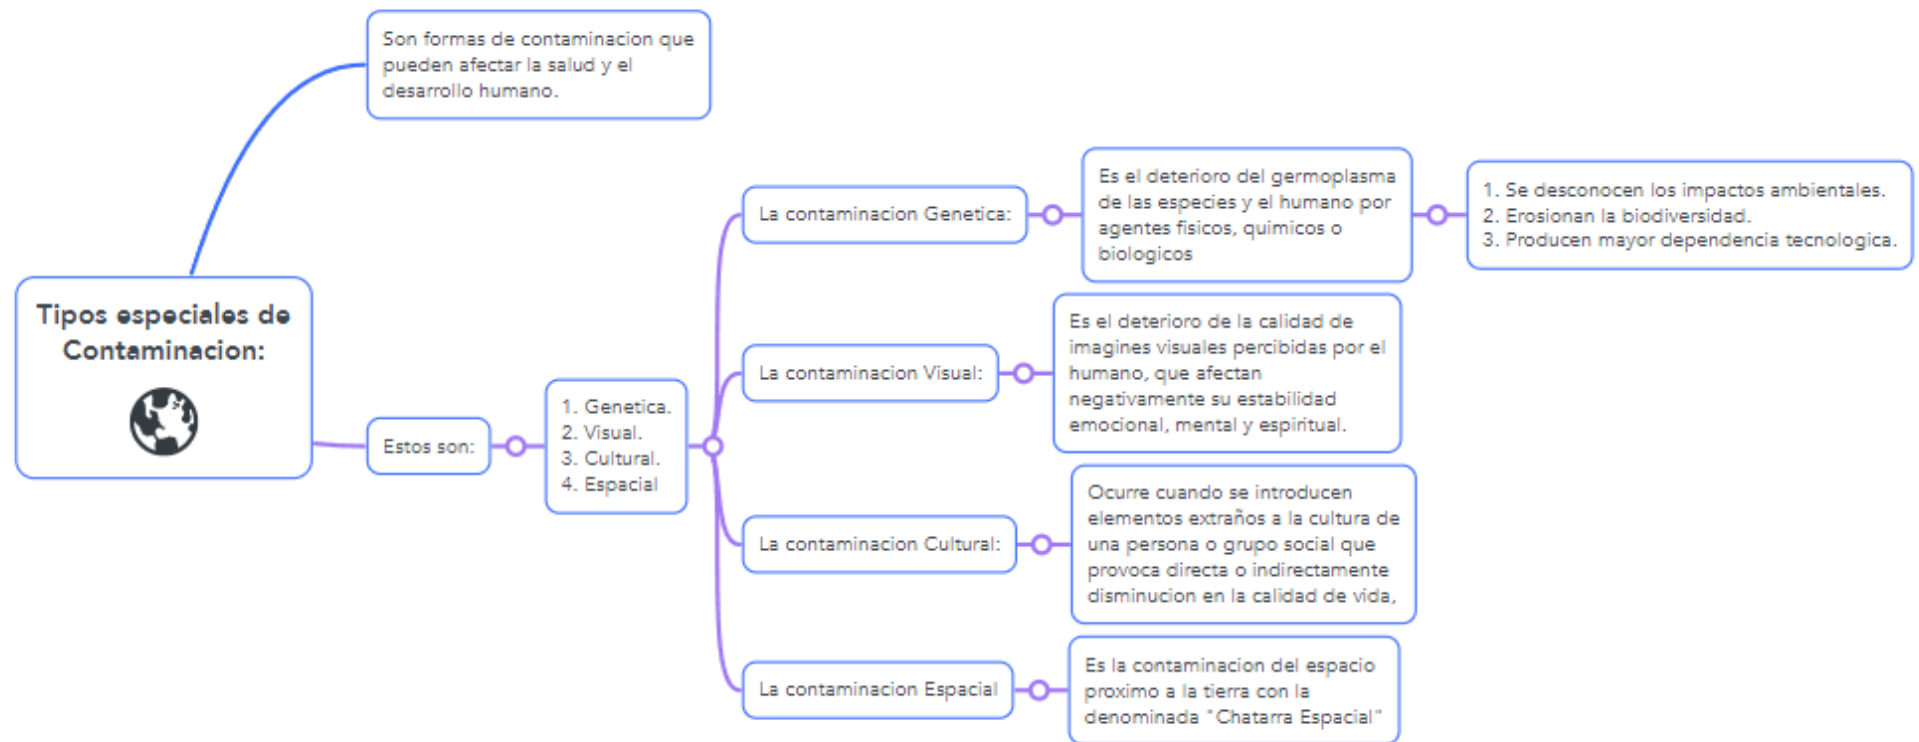 Son formas de contaminacion que
pueden afectar la salud y el
desarrollo humano.
Tipos especiales de
Contaminacion:
Estos son:
1. Genetica.
2. Visual.
3. Cultural.
4. Espacial
La contaminacion Genetica:
Es el deterioro del germoplasma
de las especies y el humano por
agentes fisicos, quimicos o
biologicos
1. Se desconocen los impactos ambientales.
2. Erosionan la biodiversidad.
3. Producen mayor dependencia tecnologica.
La contaminacion Visual:
Es el deterioro de la calidad de
imagines visuales percibidas por el
humano, que afectan
negativamente su estabilidad
emocional, mental y espiritual.
La contaminacion Cultural:
Ocurre cuando se introducen
elementos extraños a la cultura de
una persona o grupo social que
provoca directa o indirectamente
disminucion en la calidad de vida,
La contaminacion Espacial
Es la contaminacion del espacio
proximo a la tierra con la
denominada "Chatarra Espacial"